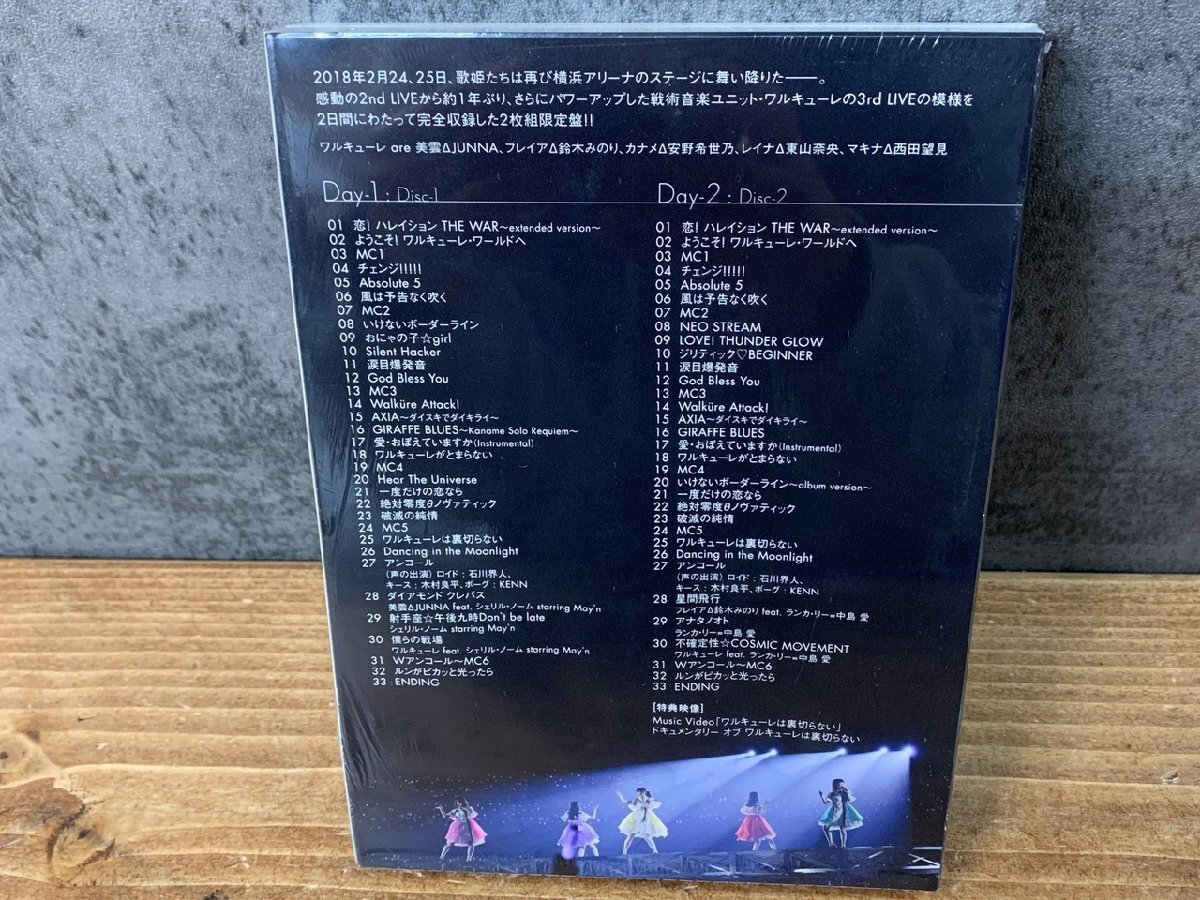 2018年2月24、25日、歌姫たちは再び横浜アリーナのステージに舞い降りた――。
感動の2nd LIVEから約1年ぶり、さらにパワーアップした戦術音楽ユニット・ワルキューレの3rd LIVEの模様を
2日間にわたって完全収録した2枚組限定盤!!
ワルキューレ are 美雲ΔJUNNA、フレイアΔ鈴木みのり、カナメΔ安野希世乃、レイナΔ東山奈央、マキナΔ西田望見
Day-1 : Disc-1
01 恋! ハレイション THE WAR～extended version～
02 ようこそ! ワルキューレ・ワールドへ
03 MC1
04 チェンジ!!!!!
05 Absolute 5
06 風は予告なく吹く
07 MC2
08 いけないボーダーライン
09 おにゃの子☆girl
10 Silent Hacker
11 涙目爆発音
12 God Bless You
13 MC3
14 Walküre Attack!
15 AXIA～ダイスキでダイキライ～
16 GIRAFFE BLUES～Kaname Solo Requiem～
17 愛・おぼえていますか(Instrumental)
18 ワルキューレがとまらない
19 MC4
20 Hear The Universe
21 一度だけの恋なら
22 絶対零度θノヴァティック
23 破滅の純情
24 MC5
25 ワルキューレは裏切らない
26 Dancing in the Moonlight
27 アンコール
(声の出演) ロイド : 石川界人、
キース : 木村良平、ボーグ : KENN
28 ダイアモンド クレバス
美雲ΔJUNNA feat. シェリル・ノーム starring May'n
29 射手座☆午後九時Don't be late
シェリル・ノーム starring May'n
30 僕らの戦場
ワルキューレ feat. シェリル・ノーム starring May'n
31 Wアンコール～MC6
32 ルンがピカッと光ったら
33 ENDING
Day-2 : Disc-2
01 恋! ハレイション THE WAR～extended version～
02 ようこそ! ワルキューレ・ワールドへ
03 MC1
04 チェンジ!!!!!
05 Absolute 5
06 風は予告なく吹く
07 MC2
08 NEO STREAM
09 LOVE! THUNDER GLOW
10 ジリティック♡BEGINNER
11 涙目爆発音
12 God Bless You
13 MC3
14 Walküre Attack!
15 AXIA～ダイスキでダイキライ～
16 GIRAFFE BLUES
17 愛・おぼえていますか(Instrumental)
18 ワルキューレがとまらない
19 MC4
20 いけないボーダーライン～album version～
21 一度だけの恋なら
22 絶対零度θノヴァティック
23 破滅の純情
24 MC5
25 ワルキューレは裏切らない
26 Dancing in the Moonlight
27 アンコール
(声の出演) ロイド : 石川界人、
キース : 木村良平、ボーグ : KENN
28 星間飛行
フレイアΔ鈴木みのり feat. ランカ・リー=中島 愛
29 アナタノオト
ランカ・リー=中島 愛
30 不確定性☆COSMIC MOVEMENT
ワルキューレ feat. ランカ・リー=中島 愛
31 Wアンコール～MC6
32 ルンがピカッと光ったら
33 ENDING
[特典映像]
Music Video「ワルキューレは裏切らない」
ドキュメンタリー オブ ワルキューレは裏切らない